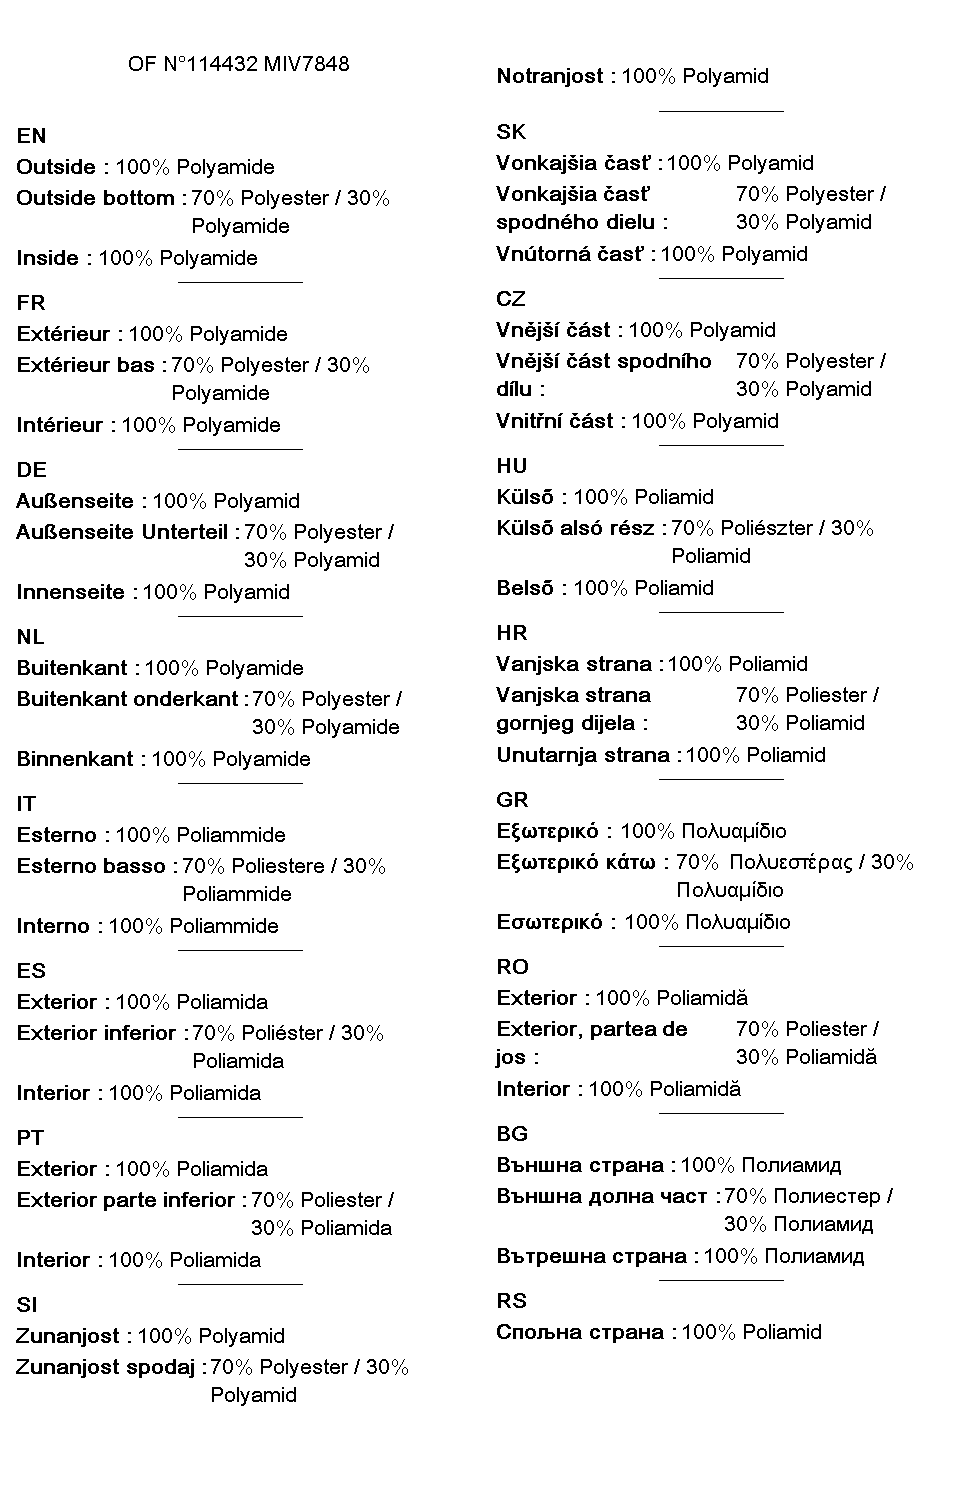 OF N°114432 MIV7848
EN
Outside : 100% Polyamide
Outside bottom : 70% Polyester / 30%
Polyamide
Inside : 100% Polyamide
FR
Extérieur : 100% Polyamide
Extérieur bas : 70% Polyester / 30%
Polyamide
Intérieur : 100% Polyamide
DE
Außenseite : 100% Polyamid
Außenseite Unterteil : 70% Polyester /
30% Polyamid
Innenseite : 100% Polyamid
NL
Buitenkant : 100% Polyamide
Buitenkant onderkant : 70% Polyester /
30% Polyamide
Binnenkant : 100% Polyamide
IT
Esterno : 100% Poliammide
Esterno basso : 70% Poliestere / 30%
Poliammide
Interno : 100% Poliammide
ES
Exterior : 100% Poliamida
Exterior inferior : 70% Poliéster / 30%
Poliamida
Interior : 100% Poliamida
PT
Exterior : 100% Poliamida
Exterior parte inferior : 70% Poliester /
30% Poliamida
Interior : 100% Poliamida
SI
Zunanjost : 100% Polyamid
Zunanjost spodaj : 70% Polyester / 30%
Polyamid
Notranjost : 100% Polyamid
SK
Vonkajšia časť : 100% Polyamid
Vonkajšia časť 70% Polyester /
spodného dielu : 30% Polyamid
Vnútorná časť : 100% Polyamid
CZ
Vnější část : 100% Polyamid
Vnější část spodního 70% Polyester /
dílu : 30% Polyamid
Vnitřní část : 100% Polyamid
HU
Külső : 100% Poliamid
Külső alsó rész : 70% Poliészter / 30%
Poliamid
Belső : 100% Poliamid
HR
Vanjska strana : 100% Poliamid
Vanjska strana 70% Poliester /
gornjeg dijela : 30% Poliamid
Unutarnja strana : 100% Poliamid
GR
Εξωτερικό : 100% Πολυαμίδιο
Εξωτερικό κάτω : 70% Πολυεστέρας / 30%
Πολυαμίδιο
Εσωτερικό : 100% Πολυαμίδιο
RO
Exterior : 100% Poliamidă
Exterior, partea de 70% Poliester /
jos : 30% Poliamidă
Interior : 100% Poliamidă
BG
Външна страна : 100% Полиамид
Външна долна част : 70% Полиестер /
30% Полиамид
Вътрешна страна : 100% Полиамид
RS
Спољна страна : 100% Poliamid